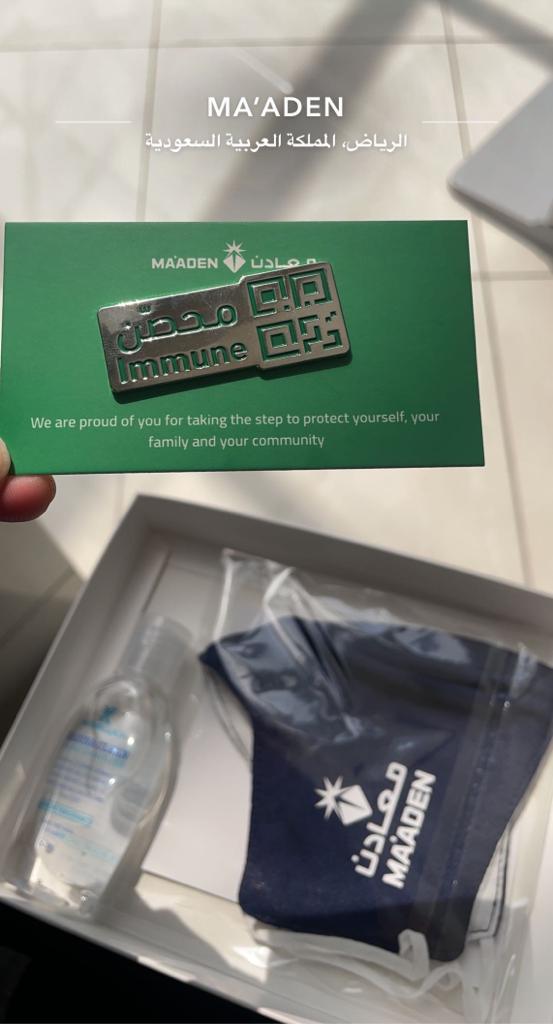 MA'ADEN
الرياض، المملكة العربية السعودية
MA'ADEN معادن
محصّن
Immune
We are proud of you for taking the step to protect yourself, your
family and your community
معادن
MA'ADEN